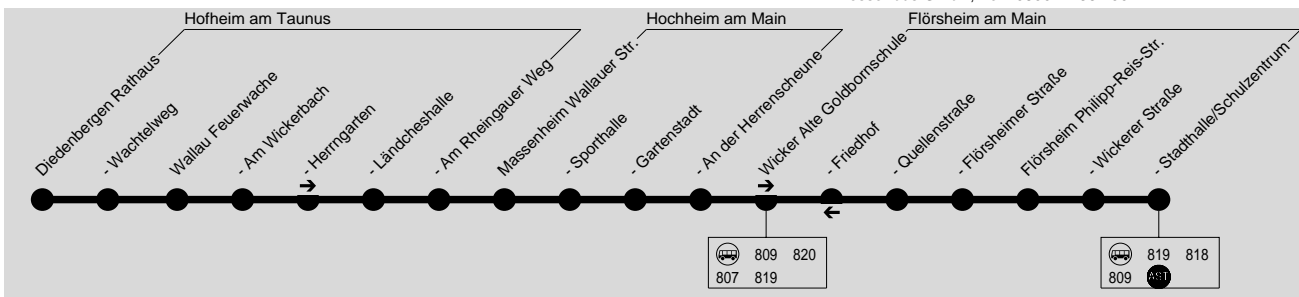 Hofheim am Taunus
Hochheim am Main
Flörsheim am Main
Diedenbergen Rathaus
- Wachtelweg
Wallau Feuerwache
- Am Wickerbach
- Herrngarten
- Ländcheshalle
- Am Rheingauer Weg
Massenheim Wallauer Str.
- Sporthalle
- Gartenstadt
- An der Herrenscheune
Wicker Alte Goldbornschule
- Friedhof
- Quellenstraße
- Flörsheimer Straße
Flörsheim Philipp-Reis-Str.
- Wickerer Straße
- Stadthalle/Schulzentrum
809 820
807 819
819 818
809 AST